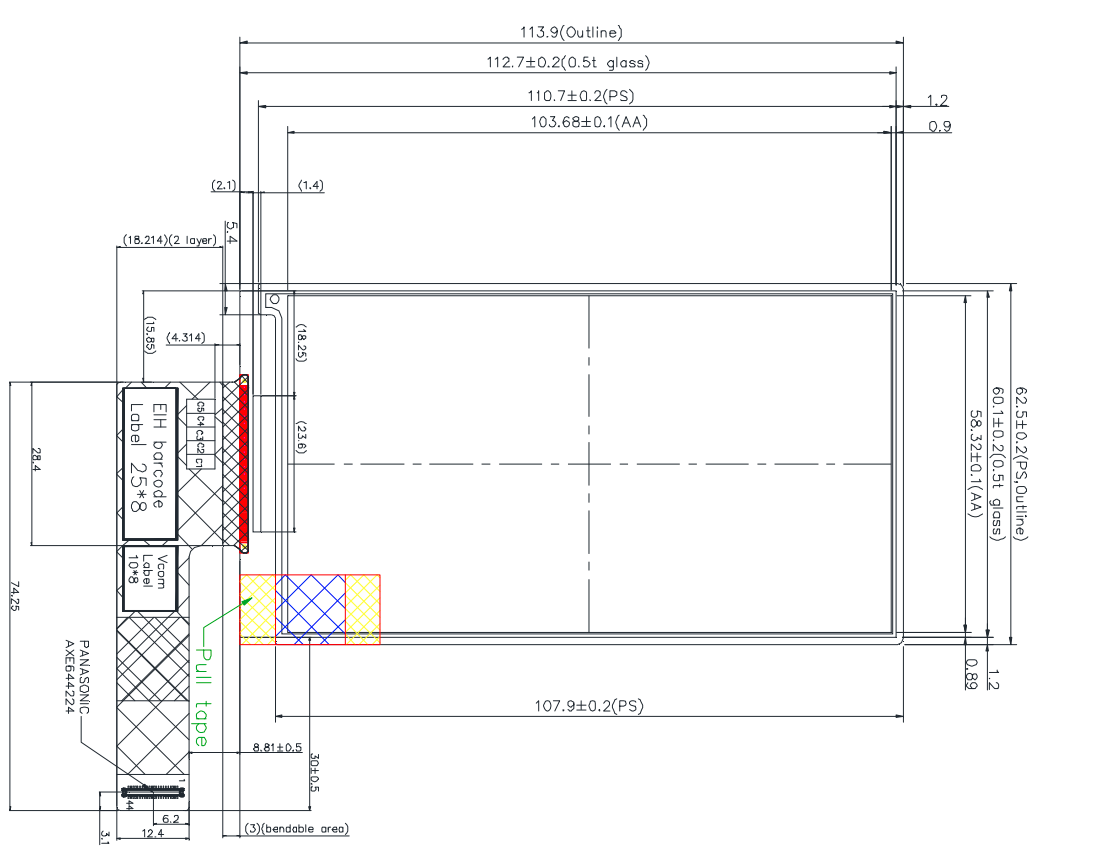 113.9(Outline)
112.7±0.2(0.5t glass)
110.7±0.2(PS)
1.2
103.68±0.1(AA)
0.9
(2.1)
(1.4)
5.4
(18.214)(2 layer)
(15.85)
(4.314)
(18.25)
(23.6)
62.5±0.2(PS,Outline)
60.1±0.2(0.5t glass)
58.32±0.1(AA)
C5
C4
C3
C2
C1
EIH barcode
Label 25*8
28.4
Vcom
Label
10*8
74.25
PANASONIC
AXE644224
Pull tape
0.89
1.2
107.9±0.2(PS)
8.81±0.5
30±0.5
1
44
6.2
12.4
3.1
(3)(bendable area)